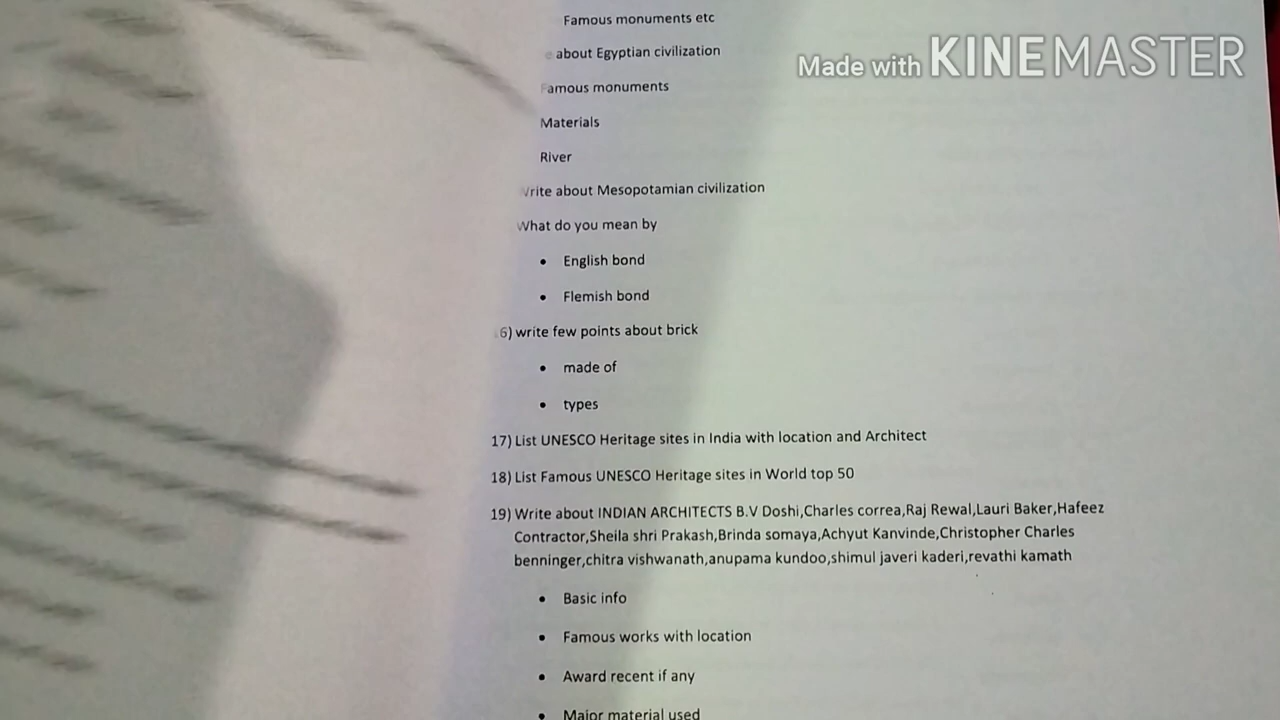 Famous monuments etc
Made with KINEMASTER
about Egyptian civilization
Famous monuments
Materials
River
Write about Mesopotamian civilization
What do you mean by
• English bond
• Flemish bond
6) write few points about brick
• made of
• types
17) List UNESCO Heritage sites in India with location and Architect
18) List Famous UNESCO Heritage sites in World top 50
19) Write about INDIAN ARCHITECTS B.V Doshi,Charles correa,Raj Rewal,Lauri Baker,Hafeez
Contractor,Sheila shri Prakash,Brinda somaya,Achyut Kanvinde,Christopher Charles
benninger,chitra vishwanath,anupama kundoo,shimul javeri kaderi,revathi kamath
• Basic info
• Famous works with location
• Award recent if any
• Major material used